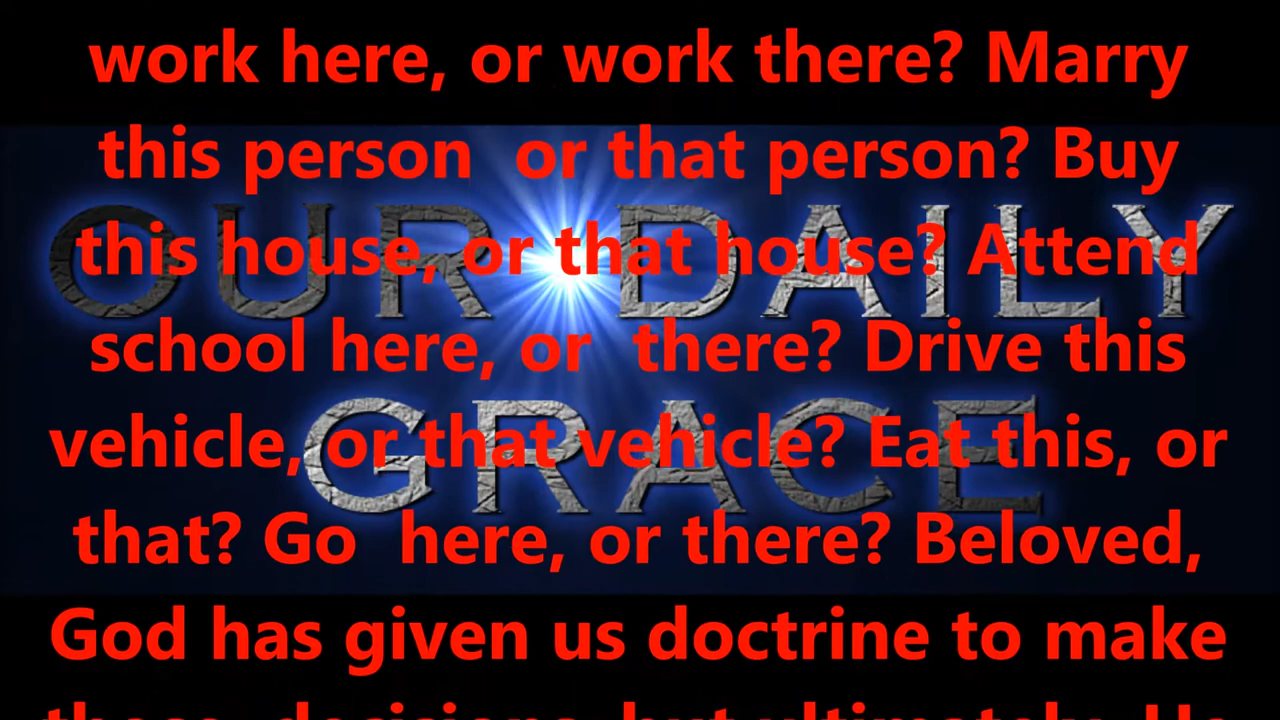 work here, or work there? Marry
this person or that person? Buy
OUR DAILY
this house, or that house? Attend
school here, or there? Drive this
GRACE
vehicle, or that vehicle? Eat this, or
that? Go here, or there? Beloved,
God has given us doctrine to make